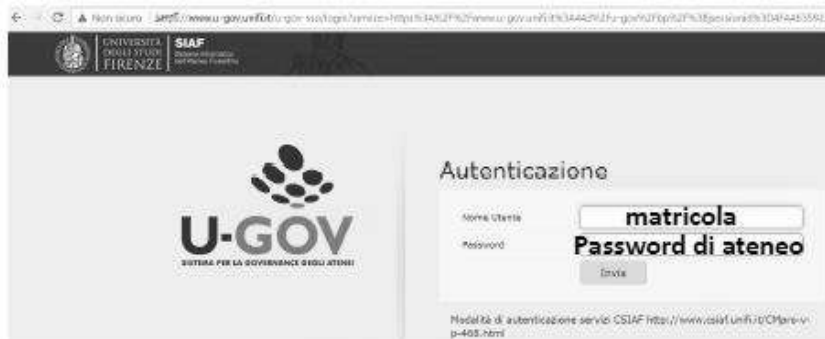 Non sicuro
UNIVERSITÀ
DEGLI STUDI
FIRENZE
SIAF
U-GOV
SISTEMA PER LA GOVERNANCE DEGLI ATENEI
Autenticazione
Nome Utente
matricola
Password
Password di ateneo
Invia
Modalità di autenticazione servizi CSIAF http://www.csiaf.unifi.it/CMpro-v-
p-468.html